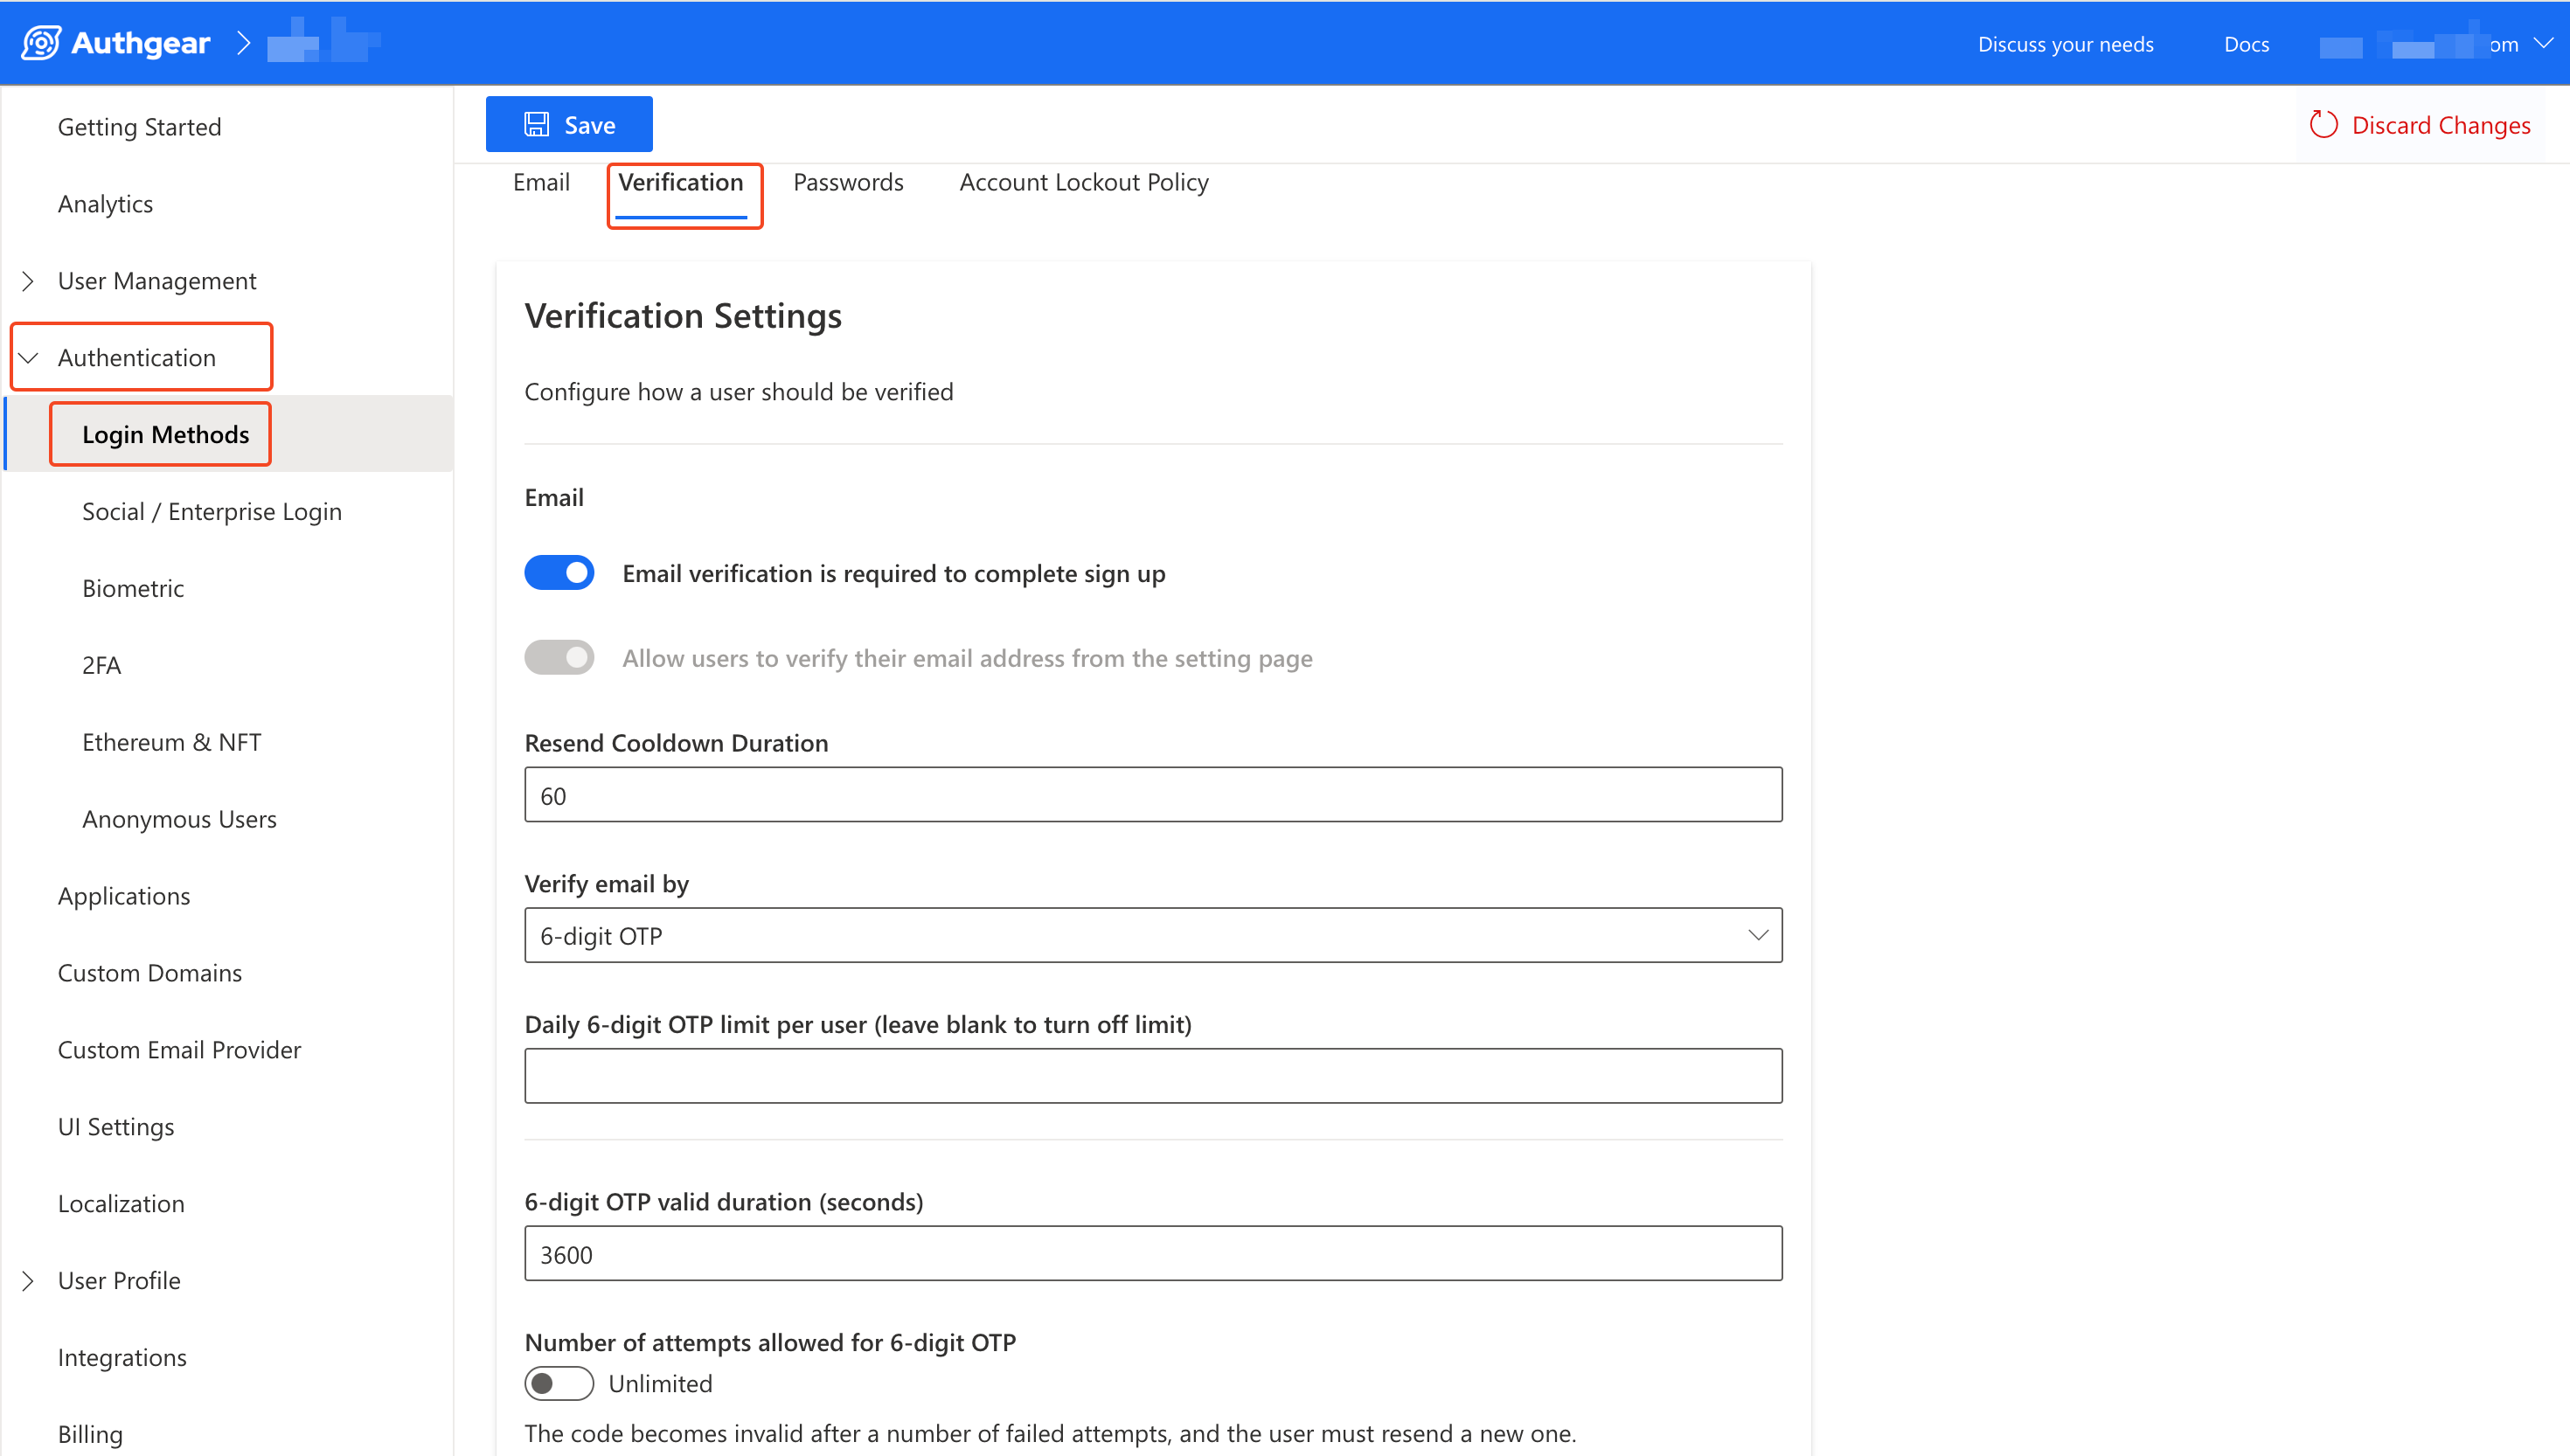 Authgear
Discuss your needs
Docs
om
Getting Started
Analytics
User Management
Authentication
Login Methods
Social / Enterprise Login
Biometric
2FA
Ethereum & NFT
Anonymous Users
Applications
Custom Domains
Custom Email Provider
UI Settings
Localization
User Profile
Integrations
Billing
Save
Discard Changes
Email
Verification
Passwords
Account Lockout Policy
Verification Settings
Configure how a user should be verified
Email
Email verification is required to complete sign up
Allow users to verify their email address from the setting page
Resend Cooldown Duration
60
Verify email by
6-digit OTP
Daily 6-digit OTP limit per user (leave blank to turn off limit)
6-digit OTP valid duration (seconds)
3600
Number of attempts allowed for 6-digit OTP
Unlimited
The code becomes invalid after a number of failed attempts, and the user must resend a new one.